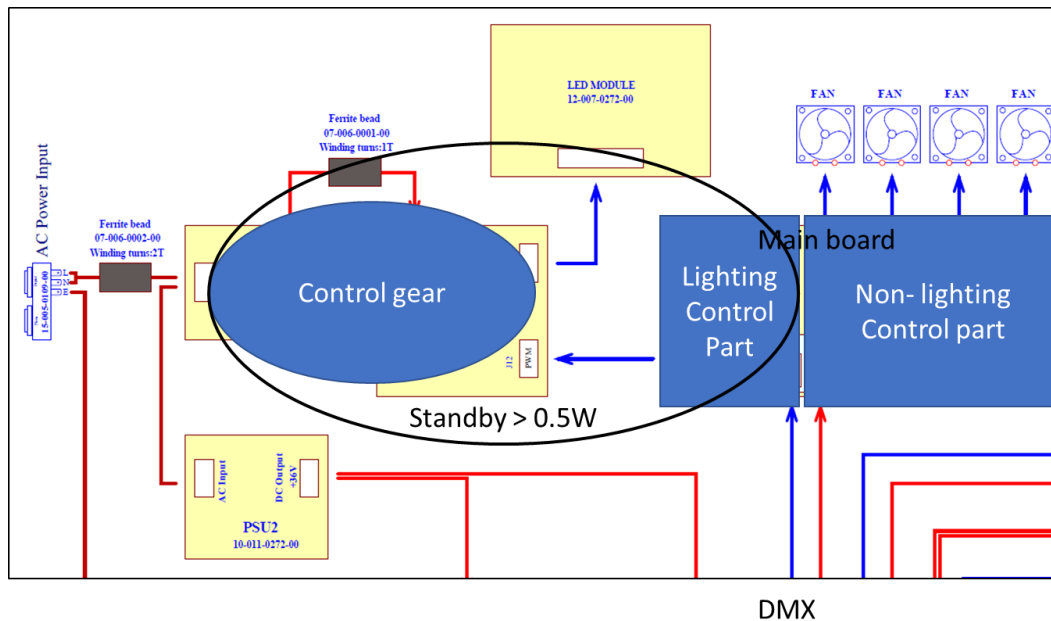 LED MODULE
12-007-0272-00
FAN
FAN
FAN
FAN
Ferrite bead
07-006-0001-00
Winding turns:1T
AC Power Input
Ferrite bead
07-006-0002-00
Winding turns:2T
L
N
E
15-005-0109-00
Control gear
Main board
Lighting
Control
Part
Non- lighting
Control part
J12
PWM
Standby > 0.5W
AC Input
DC Output
+36V
PSU2
10-011-0272-00
DMX